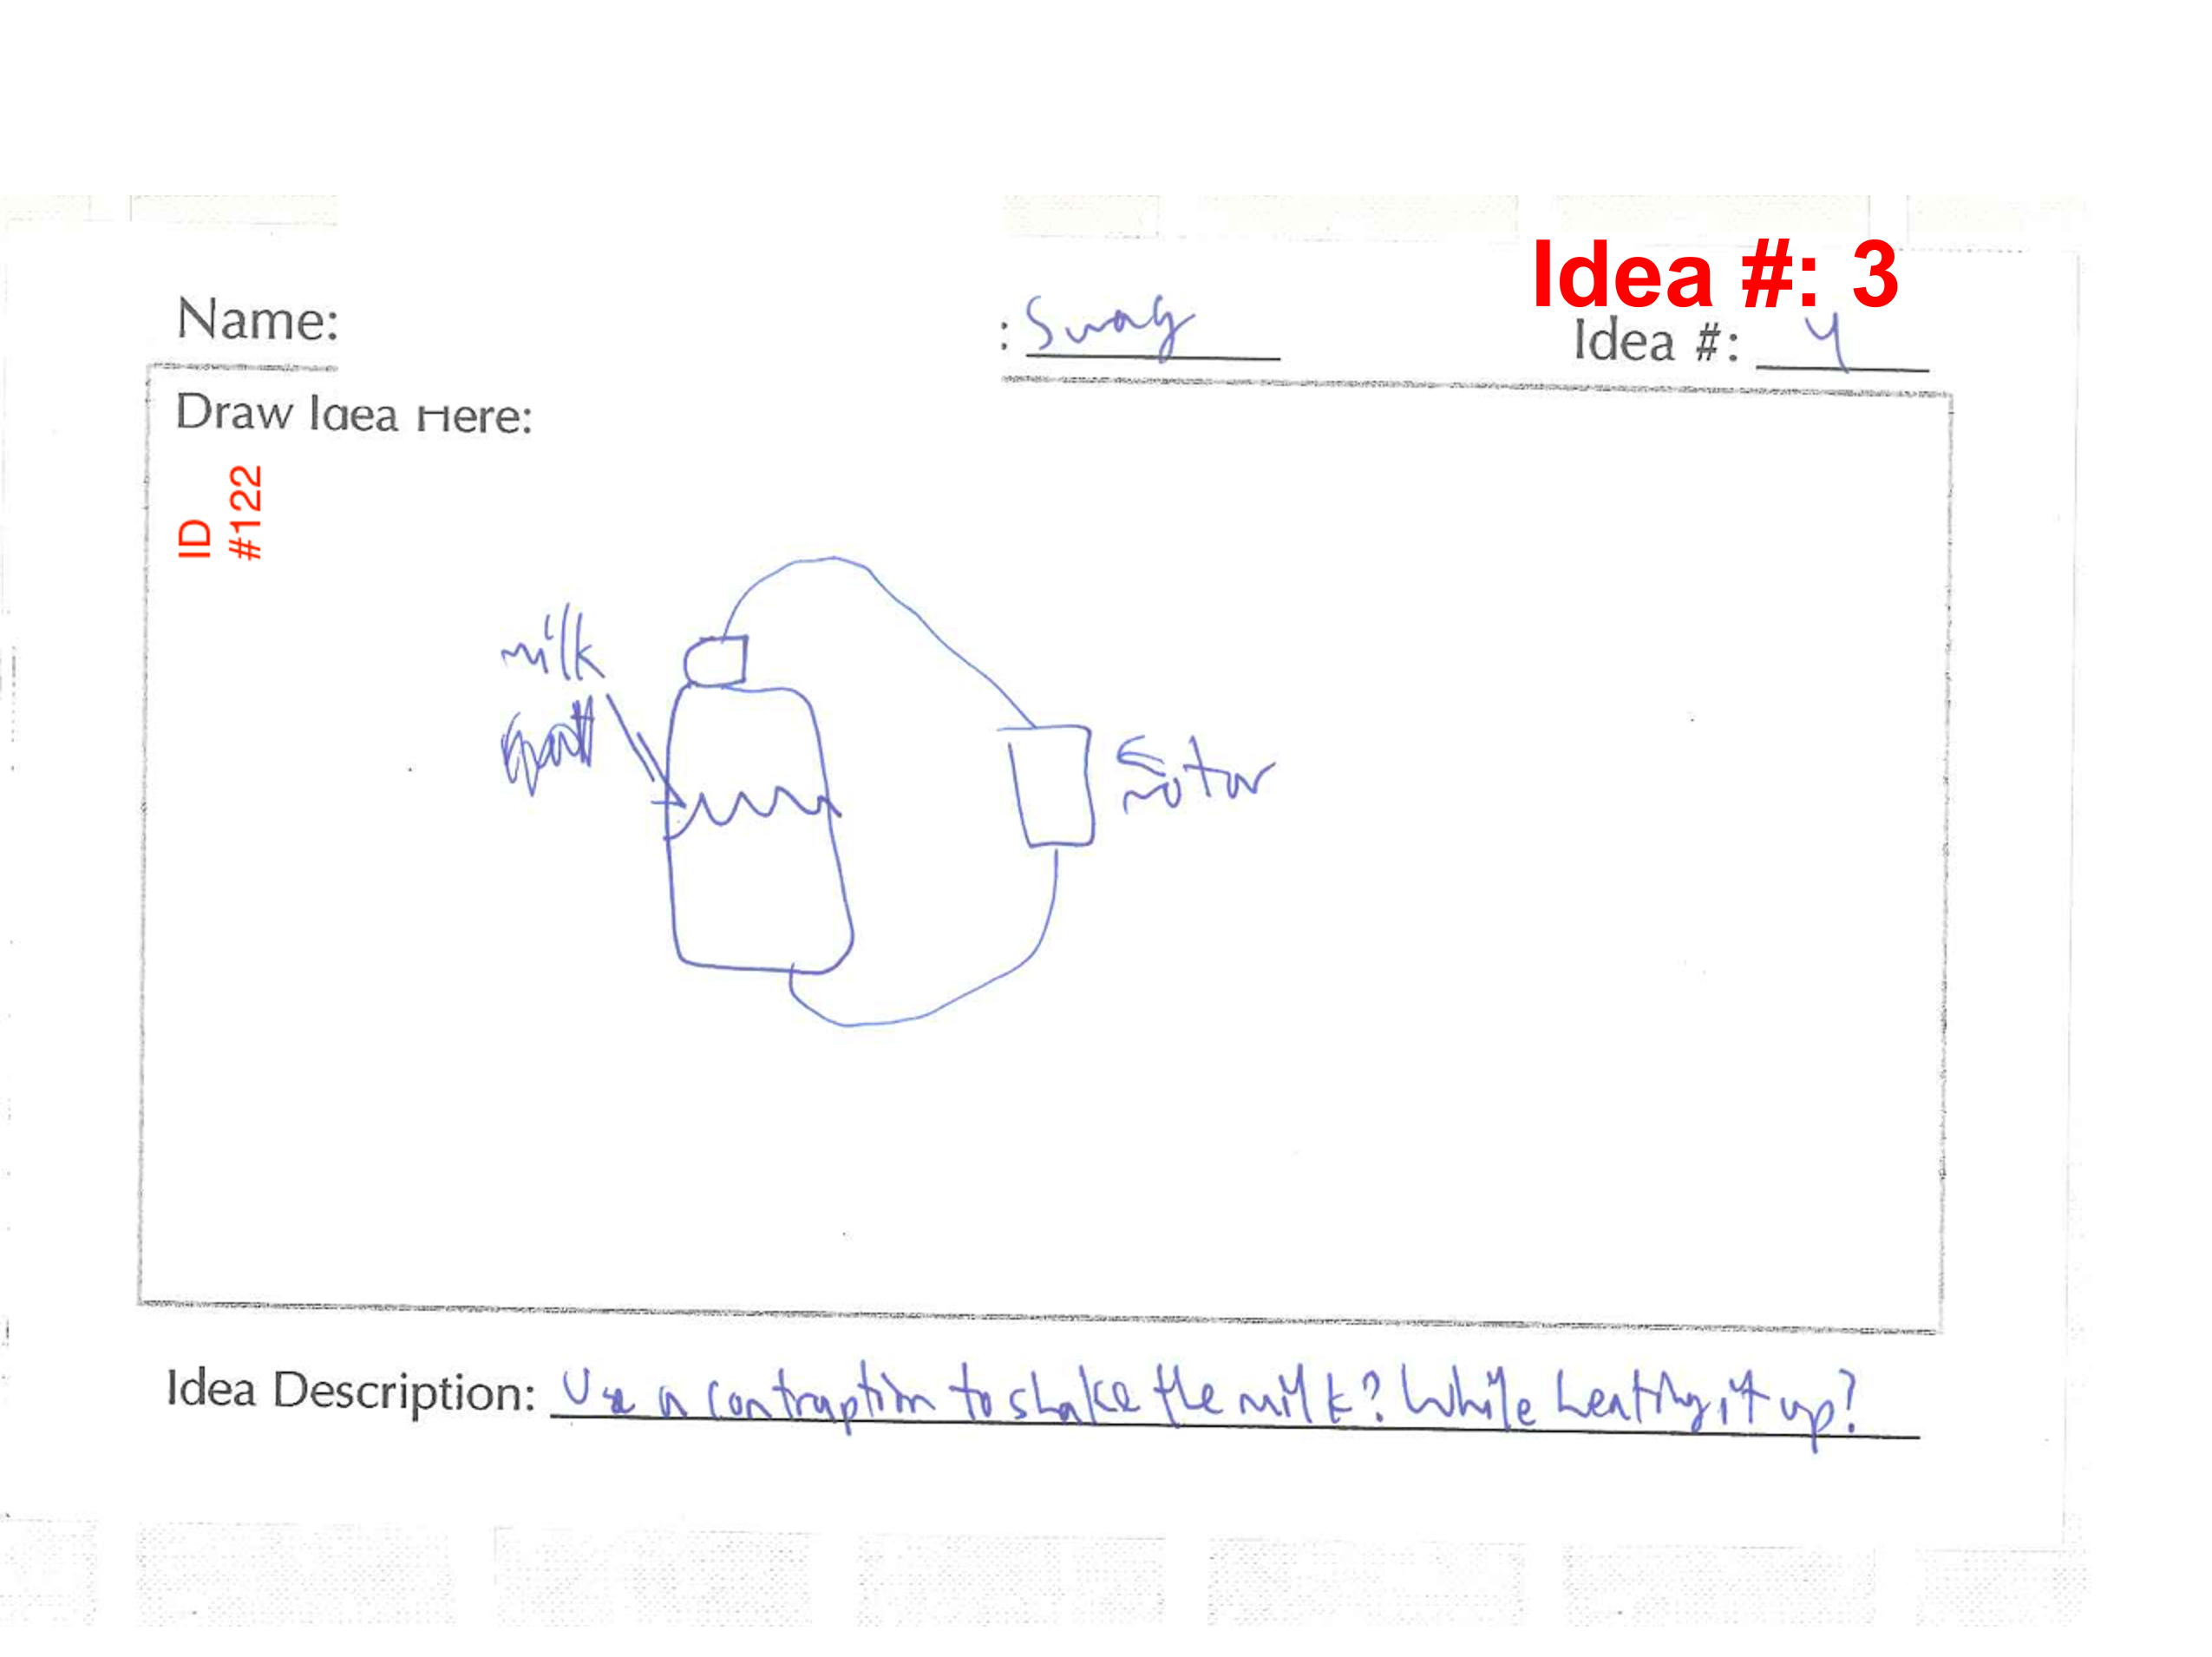 Idea #: 3
Name:
: Swag
Idea #: 4
Draw Idea Here:
ID
#122
milk
motor
Idea Description: Use a contraption to shake the milk? While heating it up?